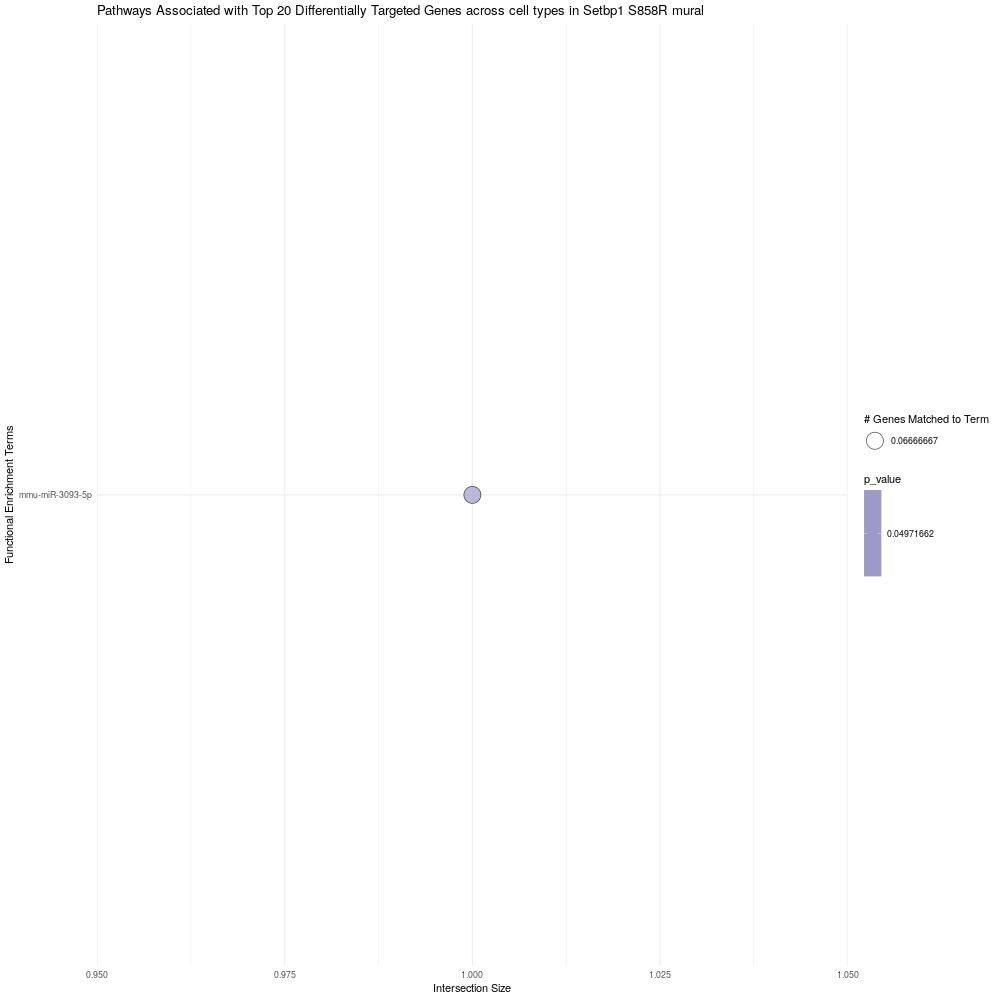 Pathways Associated with Top 20 Differentially Targeted Genes across cell types in Setbp1 S858R mural
Functional Enrichment Terms
mmu-miR-3093-5p
# Genes Matched to Term
0.06666667
p_value
0.04971662
0.950 0.975 1.000 1.025 1.050
Intersection Size